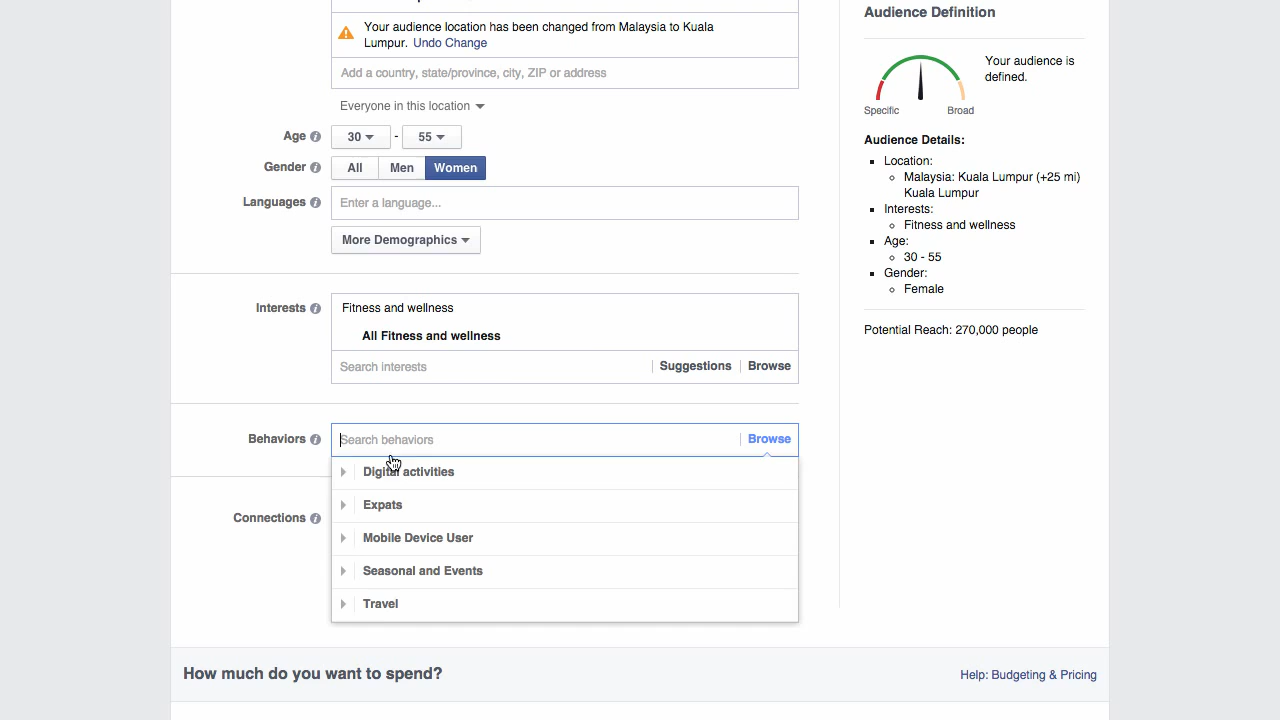 Your audience location has been changed from Malaysia to Kuala
Lumpur. Undo Change
Add a country, state/province, city, ZIP or address
Everyone in this location
Age
30 - 55
Gender
All Men Women
Languages
Enter a language...
More Demographics
Interests
Fitness and wellness
All Fitness and wellness
Search interests
Suggestions Browse
Behaviors
Search behaviors
Browse
Digital activities
Expats
Mobile Device User
Seasonal and Events
Travel
Connections
How much do you want to spend?
Help: Budgeting & Pricing
Audience Definition
Your audience is
defined.
Specific
Broad
Audience Details:
Location:
Malaysia: Kuala Lumpur (+25 mi)
Kuala Lumpur
Interests:
Fitness and wellness
Age:
30 - 55
Gender:
Female
Potential Reach: 270,000 people